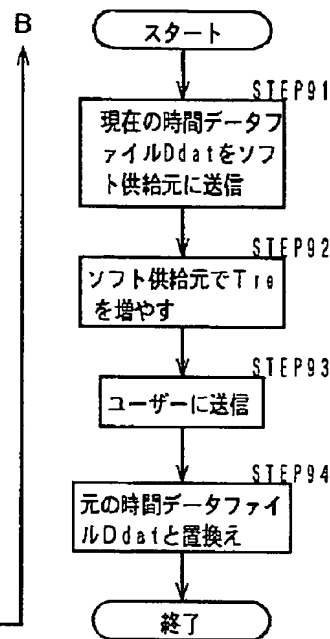 B
スタート
STEP91
現在の時間データフ
ァイルDdatをソフ
ト供給元に送信
STEP92
ソフト供給元でTre
を増やす
STEP93
ユーザーに送信
STEP94
元の時間データファイ
ルDdatと置換え
終了